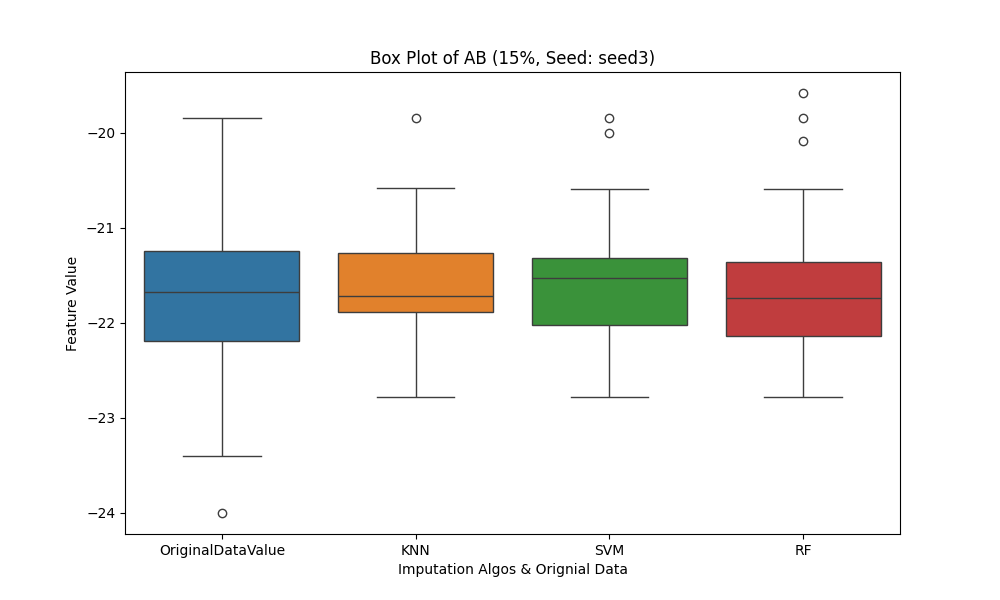 Box Plot of AB (15%, Seed: seed3)
Feature Value
−20
−21
−22
−23
−24
OriginalDataValue KNN SVM RF
Imputation Algos & Orignial Data